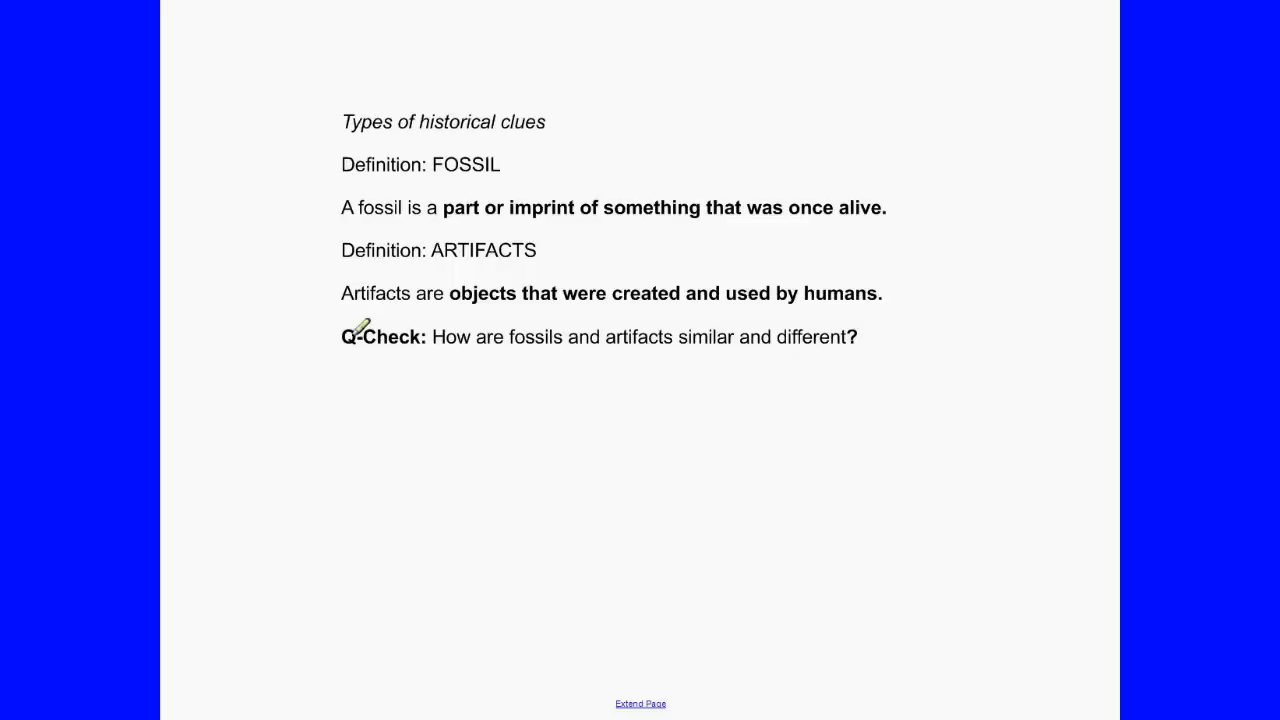 Types of historical clues
Definition: FOSSIL
A fossil is a part or imprint of something that was once alive.
Definition: ARTIFACTS
Artifacts are objects that were created and used by humans.
Q-Check: How are fossils and artifacts similar and different?
Extend Page